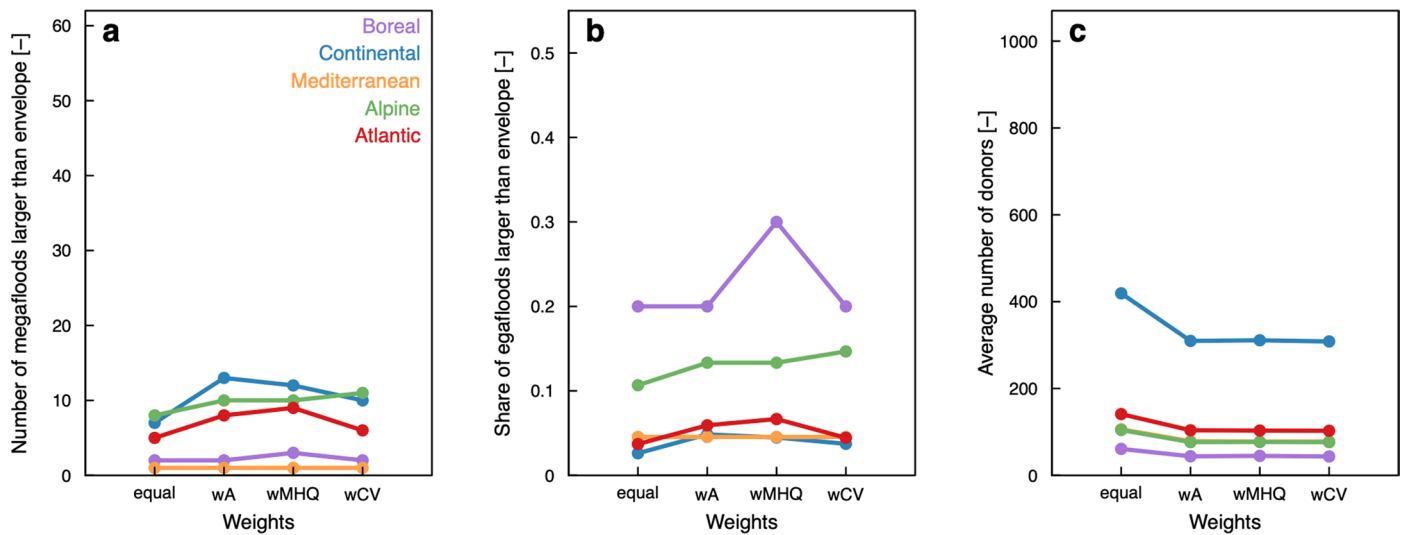 a
Number of megafloods larger than envelope [–]
60
50
40
30
20
10
0
Boreal
Continental
Mediterranean
Alpine
Atlantic
equal wA wMHQ wCV
Weights
b
Share of egafloods larger than envelope [–]
0.5
0.4
0.3
0.2
0.1
0
equal wA wMHQ wCV
Weights
c
Average number of donors [–]
1000
800
600
400
200
0
equal wA wMHQ wCV
Weights